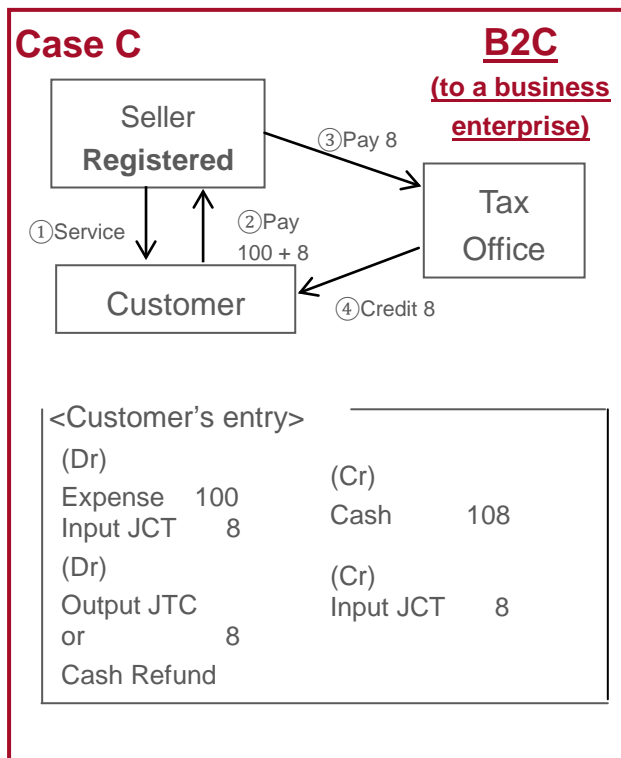 Case C
B2C
(to a business
enterprise)
Seller
Registered
③Pay 8
Tax
Office
①Service
②Pay
100 + 8
Customer
④Credit 8
<Customer's entry>
(Dr)
Expense 100
Input JCT 8
(Cr)
Cash 108
(Dr)
Output JTC
or 8
Cash Refund
(Cr)
Input JCT 8